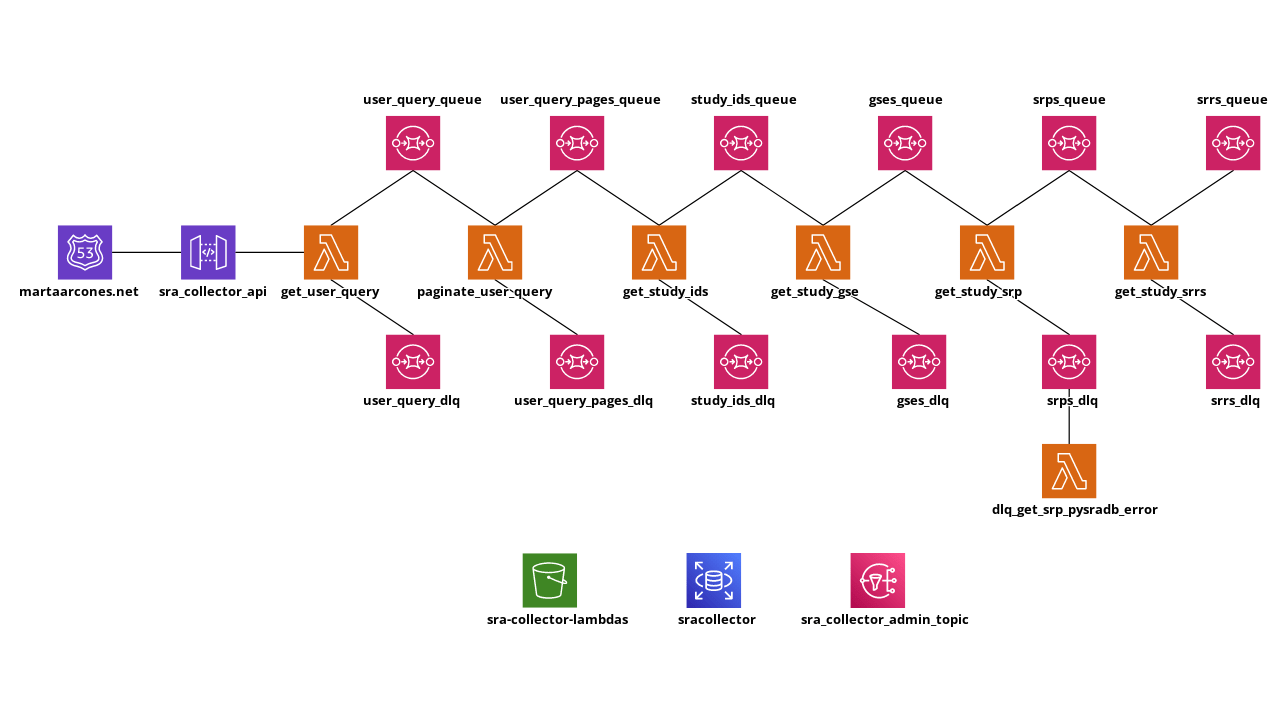 user_query_queue
user_query_pages_queue
study_ids_queue
gses_queue
srps_queue
srrs_queue
53
martaarcones.net
sra_collector_api
get_user_query
paginate_user_query
get_study_ids
get_study_gse
get_study_srp
get_study_srrs
user_query_dlq
user_query_pages_dlq
study_ids_dlq
gses_dlq
srps_dlq
srrs_dlq
dlq_get_srp_pysradb_error
sra-collector-lambdas
sracollector
sra_collector_admin_topic